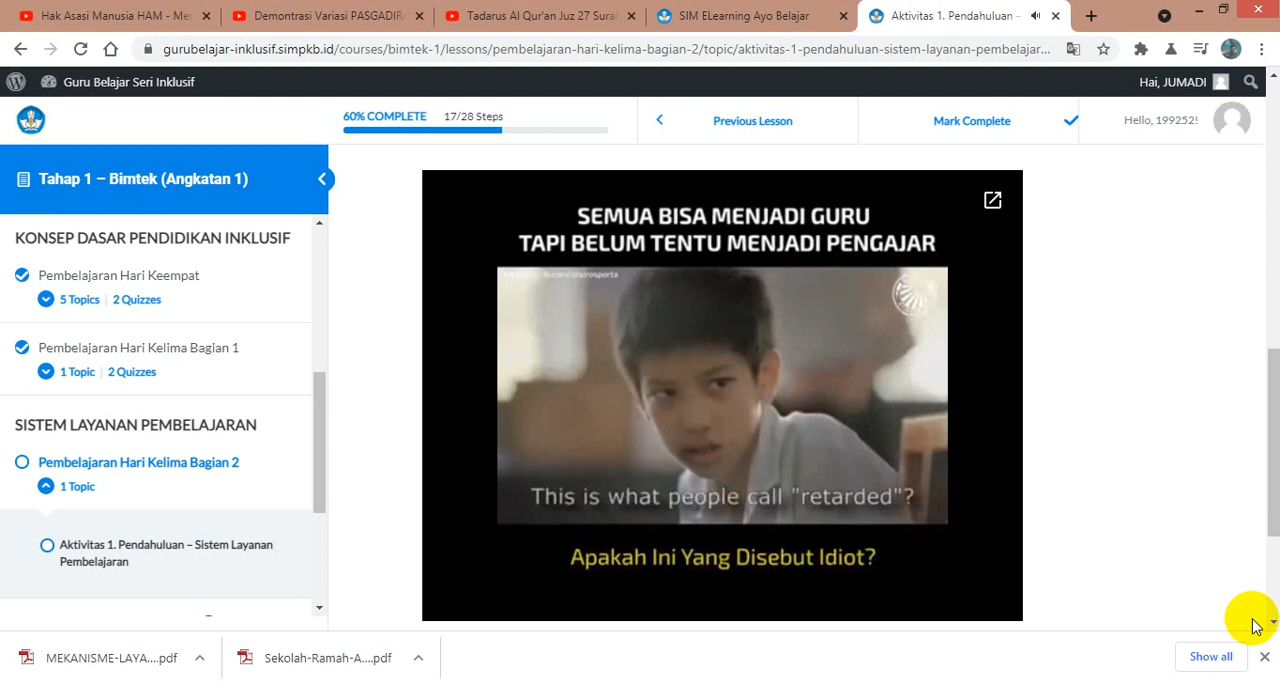 Hak Asasi Manusia HAM - Me
Demontrasi Variasi PASGADIRA
Tadarus Al Qur'an Juz 27 Sura
SIM ELearning Ayo Belajar
Aktivitas 1. Pendahuluan -
gurubelajar-inklusif.simpkb.id/courses/bimtek-1/lessons/pembelajaran-hari-kelima-bagian-2/topic/aktivitas-1-pendahuluan-sistem-layanan-pembelajar...
Guru Belajar Seri Inklusif
Hai, JUMADI
60% COMPLETE 17/28 Steps
Previous Lesson
Mark Complete
Hello, 199252
Tahap 1 – Bimtek (Angkatan 1)
KONSEP DASAR PENDIDIKAN INKLUSIF
Pembelajaran Hari Keempat
5 Topics | 2 Quizzes
Pembelajaran Hari Kelima Bagian 1
1 Topic | 2 Quizzes
SISTEM LAYANAN PEMBELAJARAN
Pembelajaran Hari Kelima Bagian 2
1 Topic
Aktivitas 1. Pendahuluan – Sistem Layanan
Pembelajaran
SEMUA BISA MENJADI GURU
TAPI BELUM TENTU MENJADI PENGAJAR
This is what people call "retarded"?
Apakah Ini Yang Disebut Idiot?
MEKANISME-LAYA....pdf
Sekolah-Ramah-A....pdf
Show all